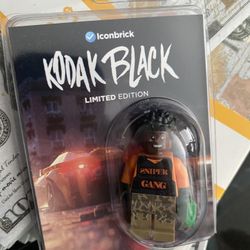 Iconbrick
KODAK BLACK
LIMITED EDITION
SNIPER
GANG